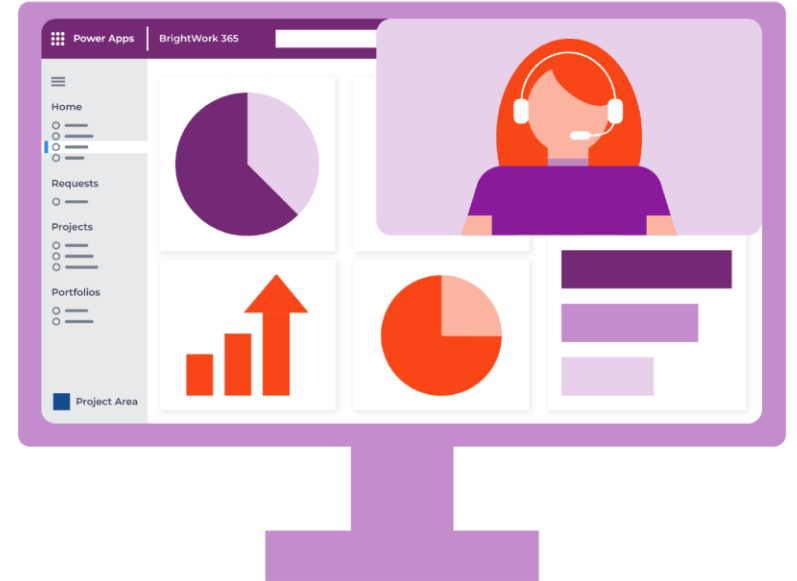 Power Apps
BrightWork 365
Home
Requests
Projects
Portfolios
Project Area